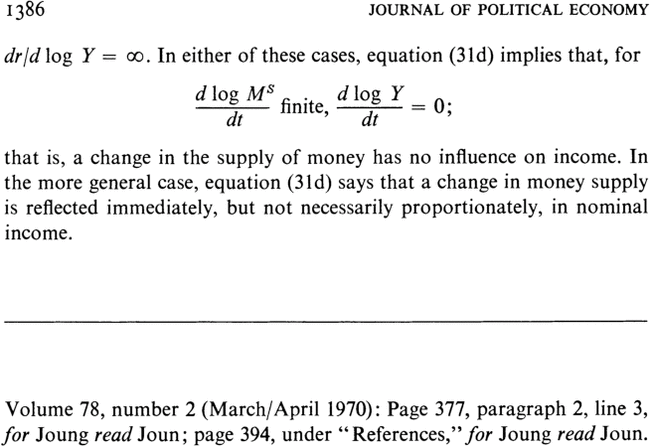 1386 JOURNAL OF POLITICAL ECONOMY
dr/d log Y = ∞. In either of these cases, equation (31d) implies that, for
d log Mˢ/dt finite, d log Y/dt = 0;
that is, a change in the supply of money has no influence on income. In
the more general case, equation (31d) says that a change in money supply
is reflected immediately, but not necessarily proportionately, in nominal
income.
Volume 78, number 2 (March/April 1970): Page 377, paragraph 2, line 3,
for Joung read Joun; page 394, under “References,” for Joung read Joun.